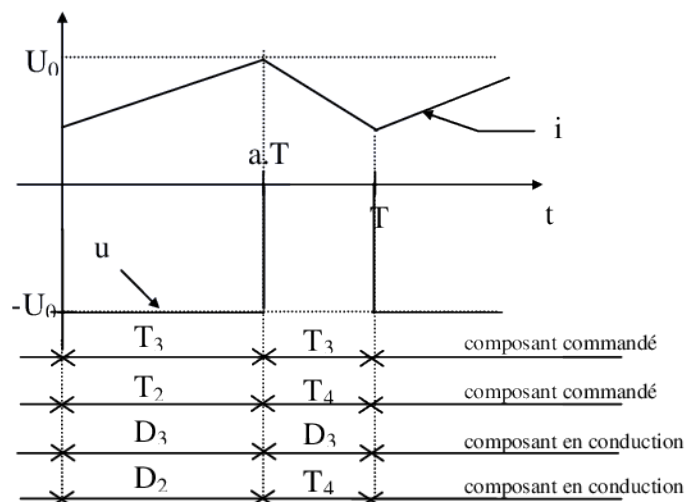 U₀
i
a.T
T
t
u
-U₀
T₃ T₃ composant commandé
T₂ T₄ composant commandé
D₃ D₃ composant en conduction
D₂ T₄ composant en conduction